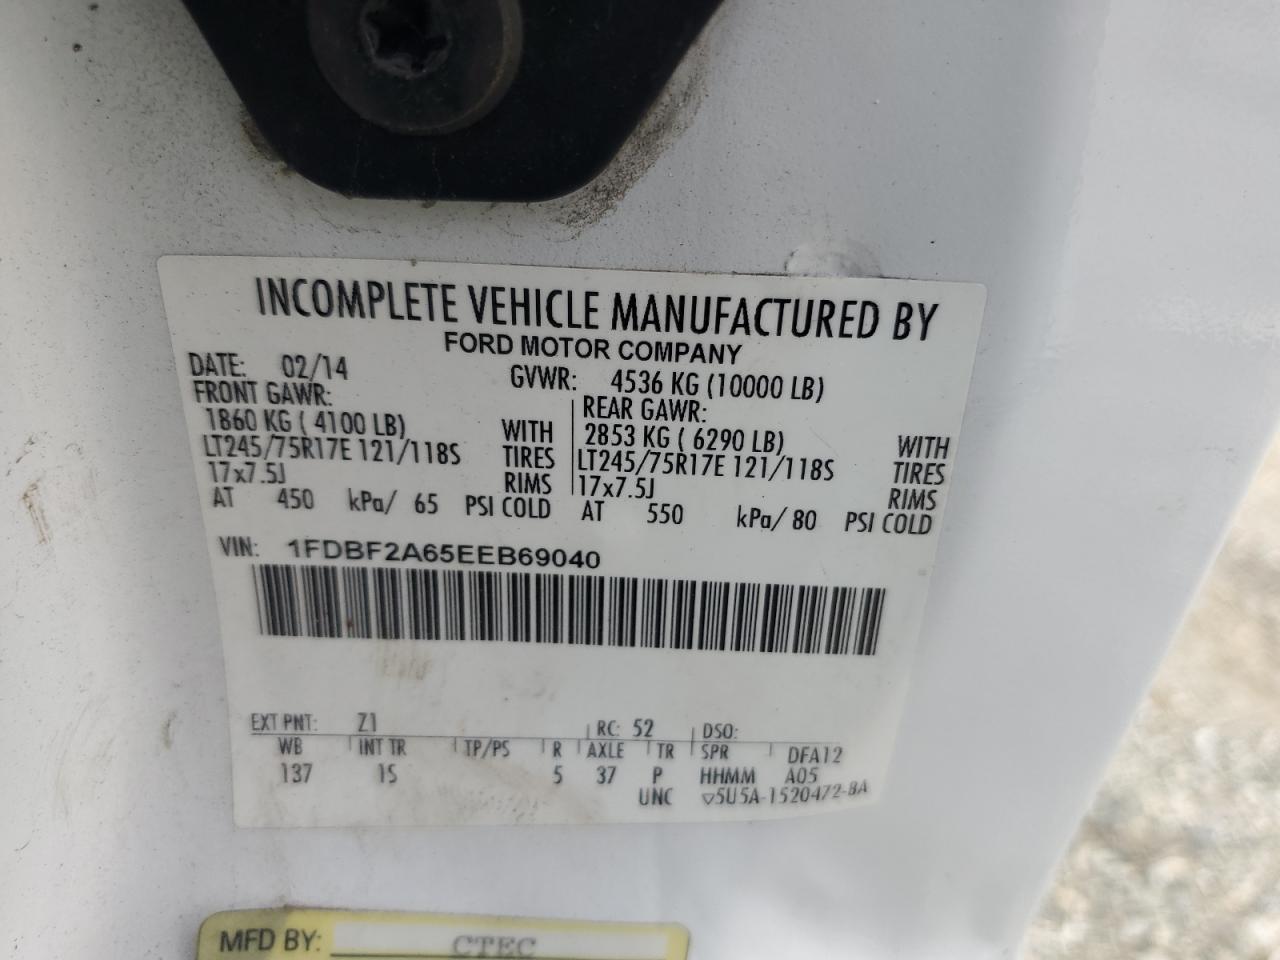 INCOMPLETE VEHICLE MANUFACTURED BY
FORD MOTOR COMPANY
DATE: 02/14 GVWR: 4536 KG (10000 LB)
FRONT GAWR: REAR GAWR:
1860 KG ( 4100 LB) WITH 2853 KG ( 6290 LB) WITH
LT245/75R17E 121/118S TIRES LT245/75R17E 121/118S TIRES
17x7.5J RIMS 17x7.5J RIMS
AT 450 kPa/ 65 PSI COLD AT 550 kPa/ 80 PSI COLD
VIN: 1FDBF2A65EEB69040
EXT PNT: Z1 RC: 52 DSO:
WB INT TR TP/PS R AXLE TR SPR DFA12
137 1S 5 37 P HHMM A05
UNC ▽5U5A-1520472-BA
MFD BY: CTEC